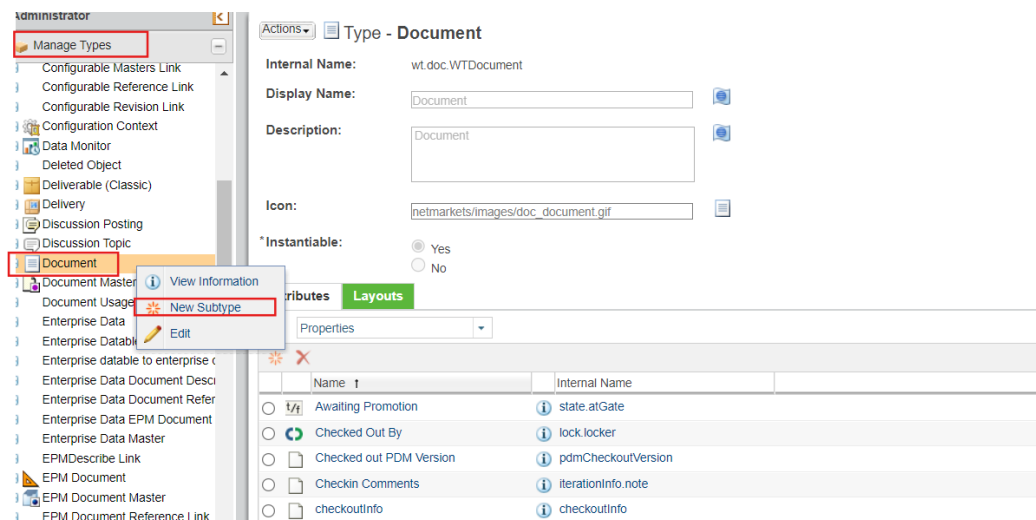 Administrator
Manage Types
Configurable Masters Link
Configurable Reference Link
Configurable Revision Link
Configuration Context
Data Monitor
Deleted Object
Deliverable (Classic)
Delivery
Discussion Posting
Discussion Topic
Document
Document Master
Document Usage
Enterprise Data
Enterprise Databl
Enterprise datable to enterprise
Enterprise Data Document Descr
Enterprise Data Document Refer
Enterprise Data EPM Document
Enterprise Data Master
EPMDescribe Link
EPM Document
EPM Document Master
EPM Document Reference Link
View Information
New Subtype
Edit
Actions
Type - Document
Internal Name: wt.doc.WTDocument
Display Name: Document
Description: Document
Icon: netmarkets/images/doc_document.gif
*Instantiable: Yes
No
tributes Layouts
Properties
Name Internal Name
t/f Awaiting Promotion state.atGate
Checked Out By lock.locker
Checked out PDM Version pdmCheckoutVersion
Checkin Comments iterationInfo.note
checkoutInfo checkoutInfo